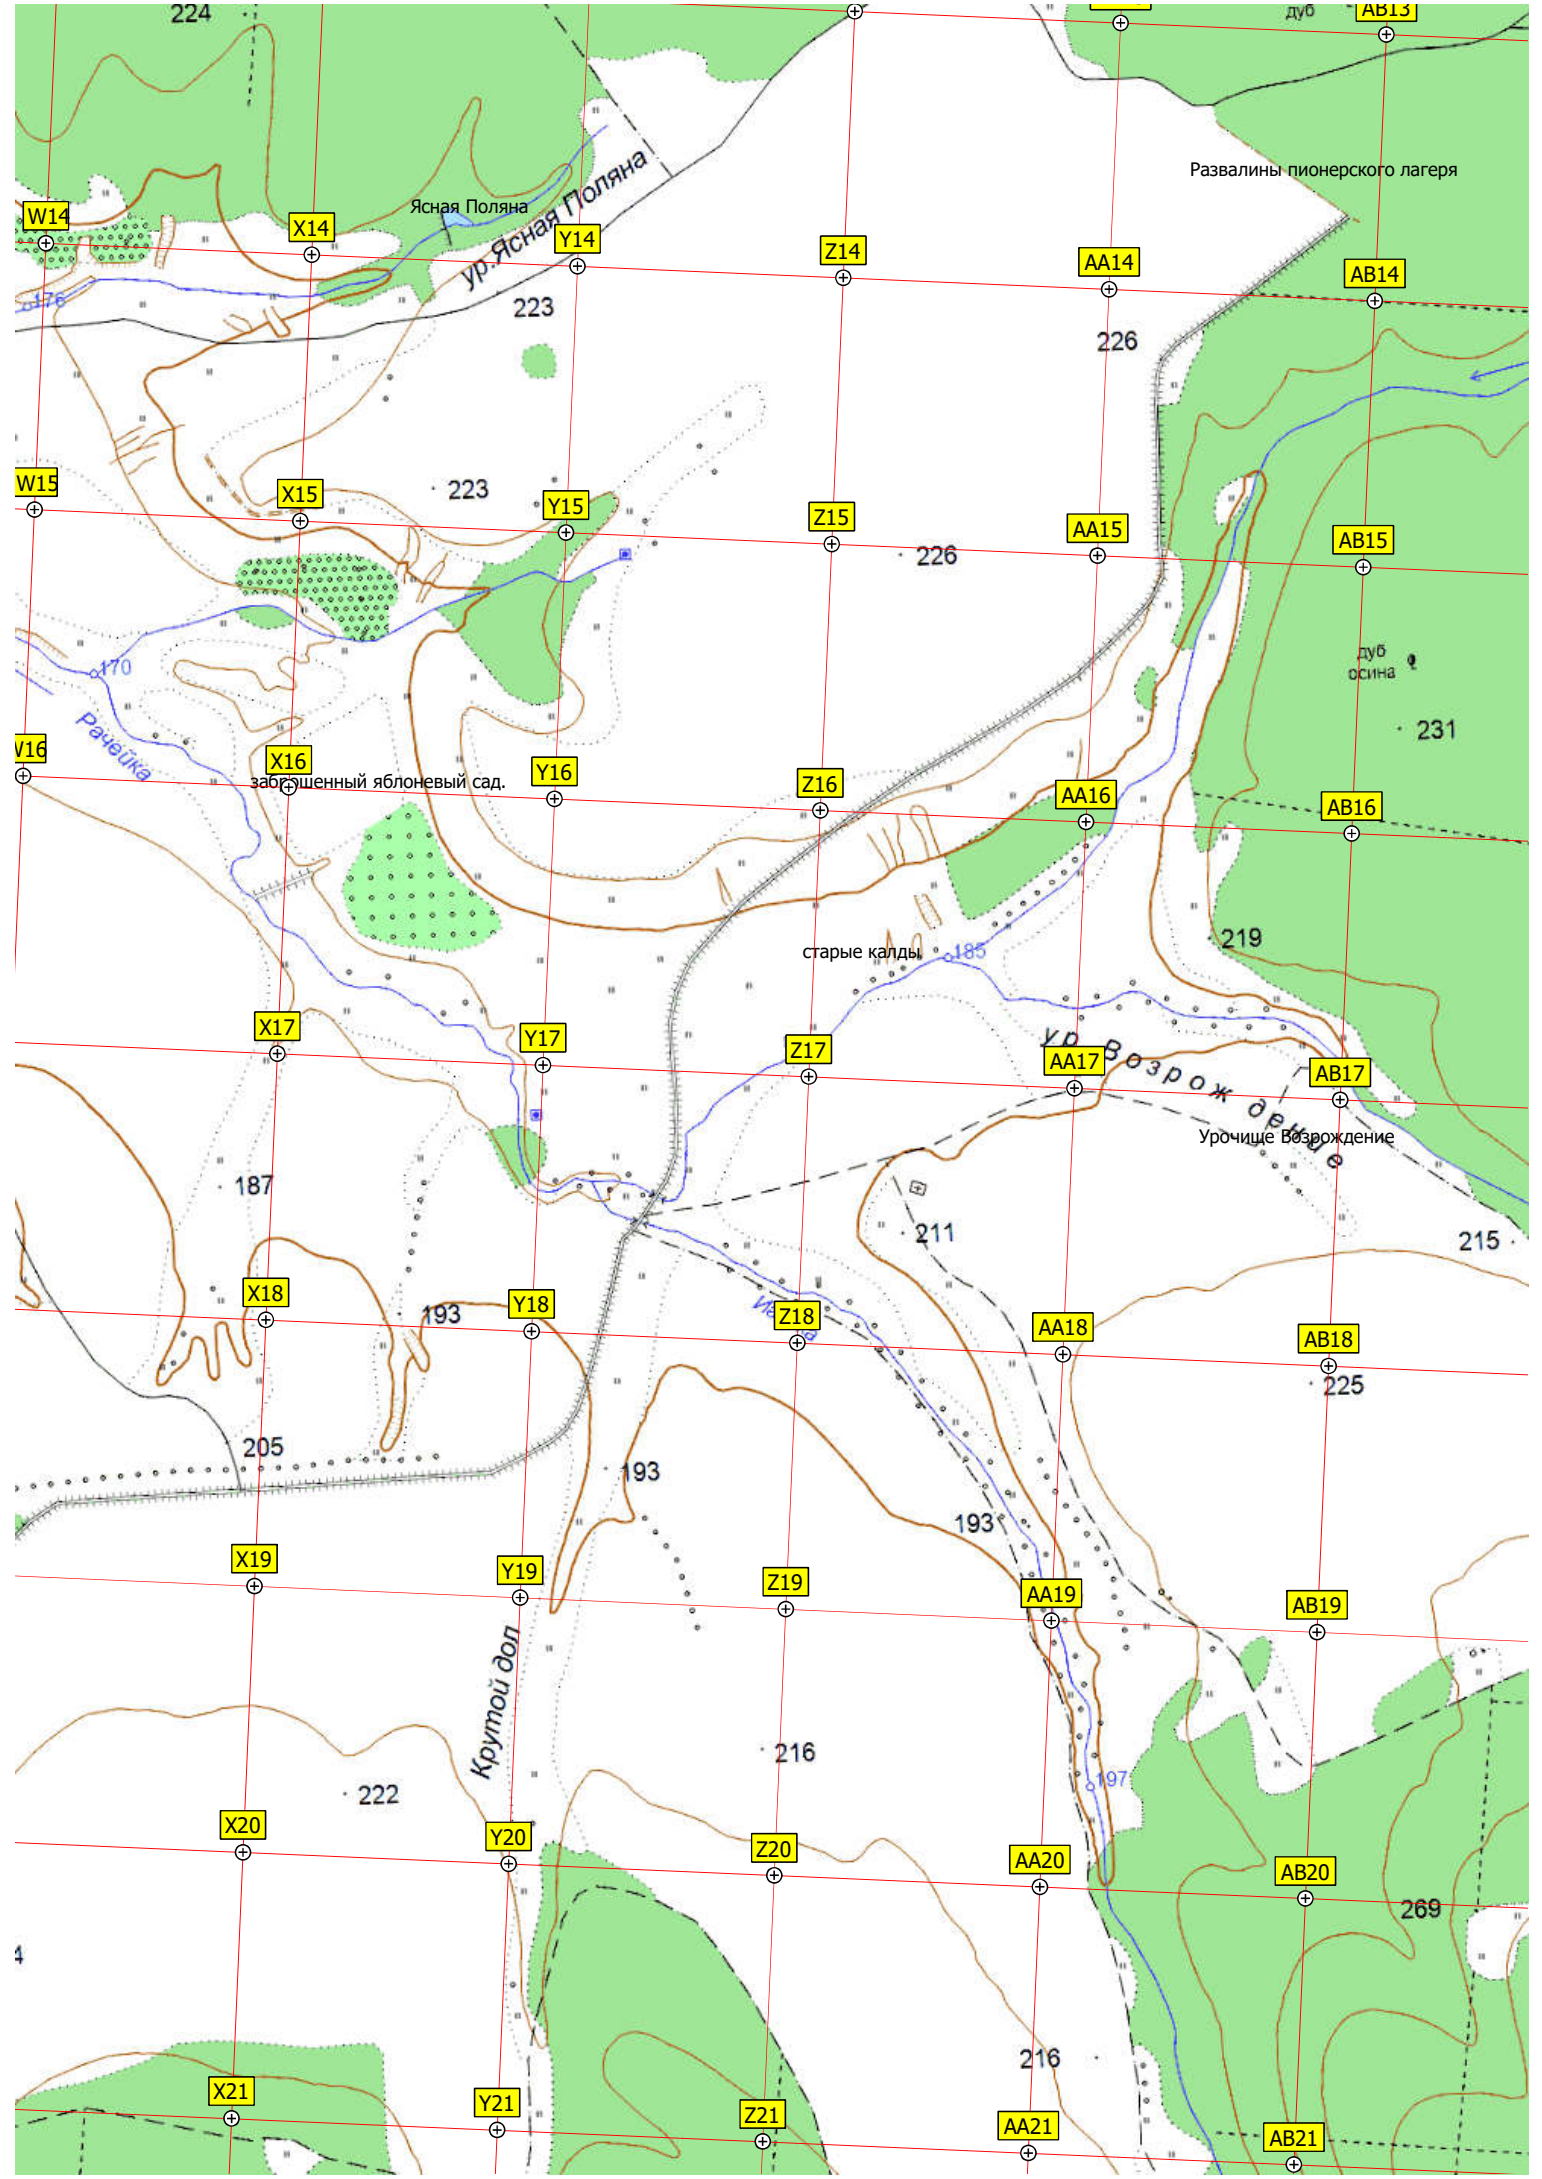 224
дуб
AB13
Развалины пионерского лагеря
Ясная Поляна
ур.Ясная Поляна
W14
X14
Y14
Z14
AA14
AB14
176
223
226
W15
X15
223
Y15
Z15
AA15
AB15
226
170
дуб
осина
231
Рачейка
X16
Y16
Z16
AA16
AB16
заброшенный яблоневый сад.
219
старые калды
185
X17
Y17
Z17
ур. Возрождение
AA17
AB17
Урочище Возрождение
187
211
215
X18
193
Y18
Z18
AA18
AB18
225
205
193
193
X19
Y19
Z19
AA19
AB19
Крутой дол
216
222
197
X20
Y20
Z20
AA20
AB20
269
216
X21
Y21
Z21
AA21
AB21